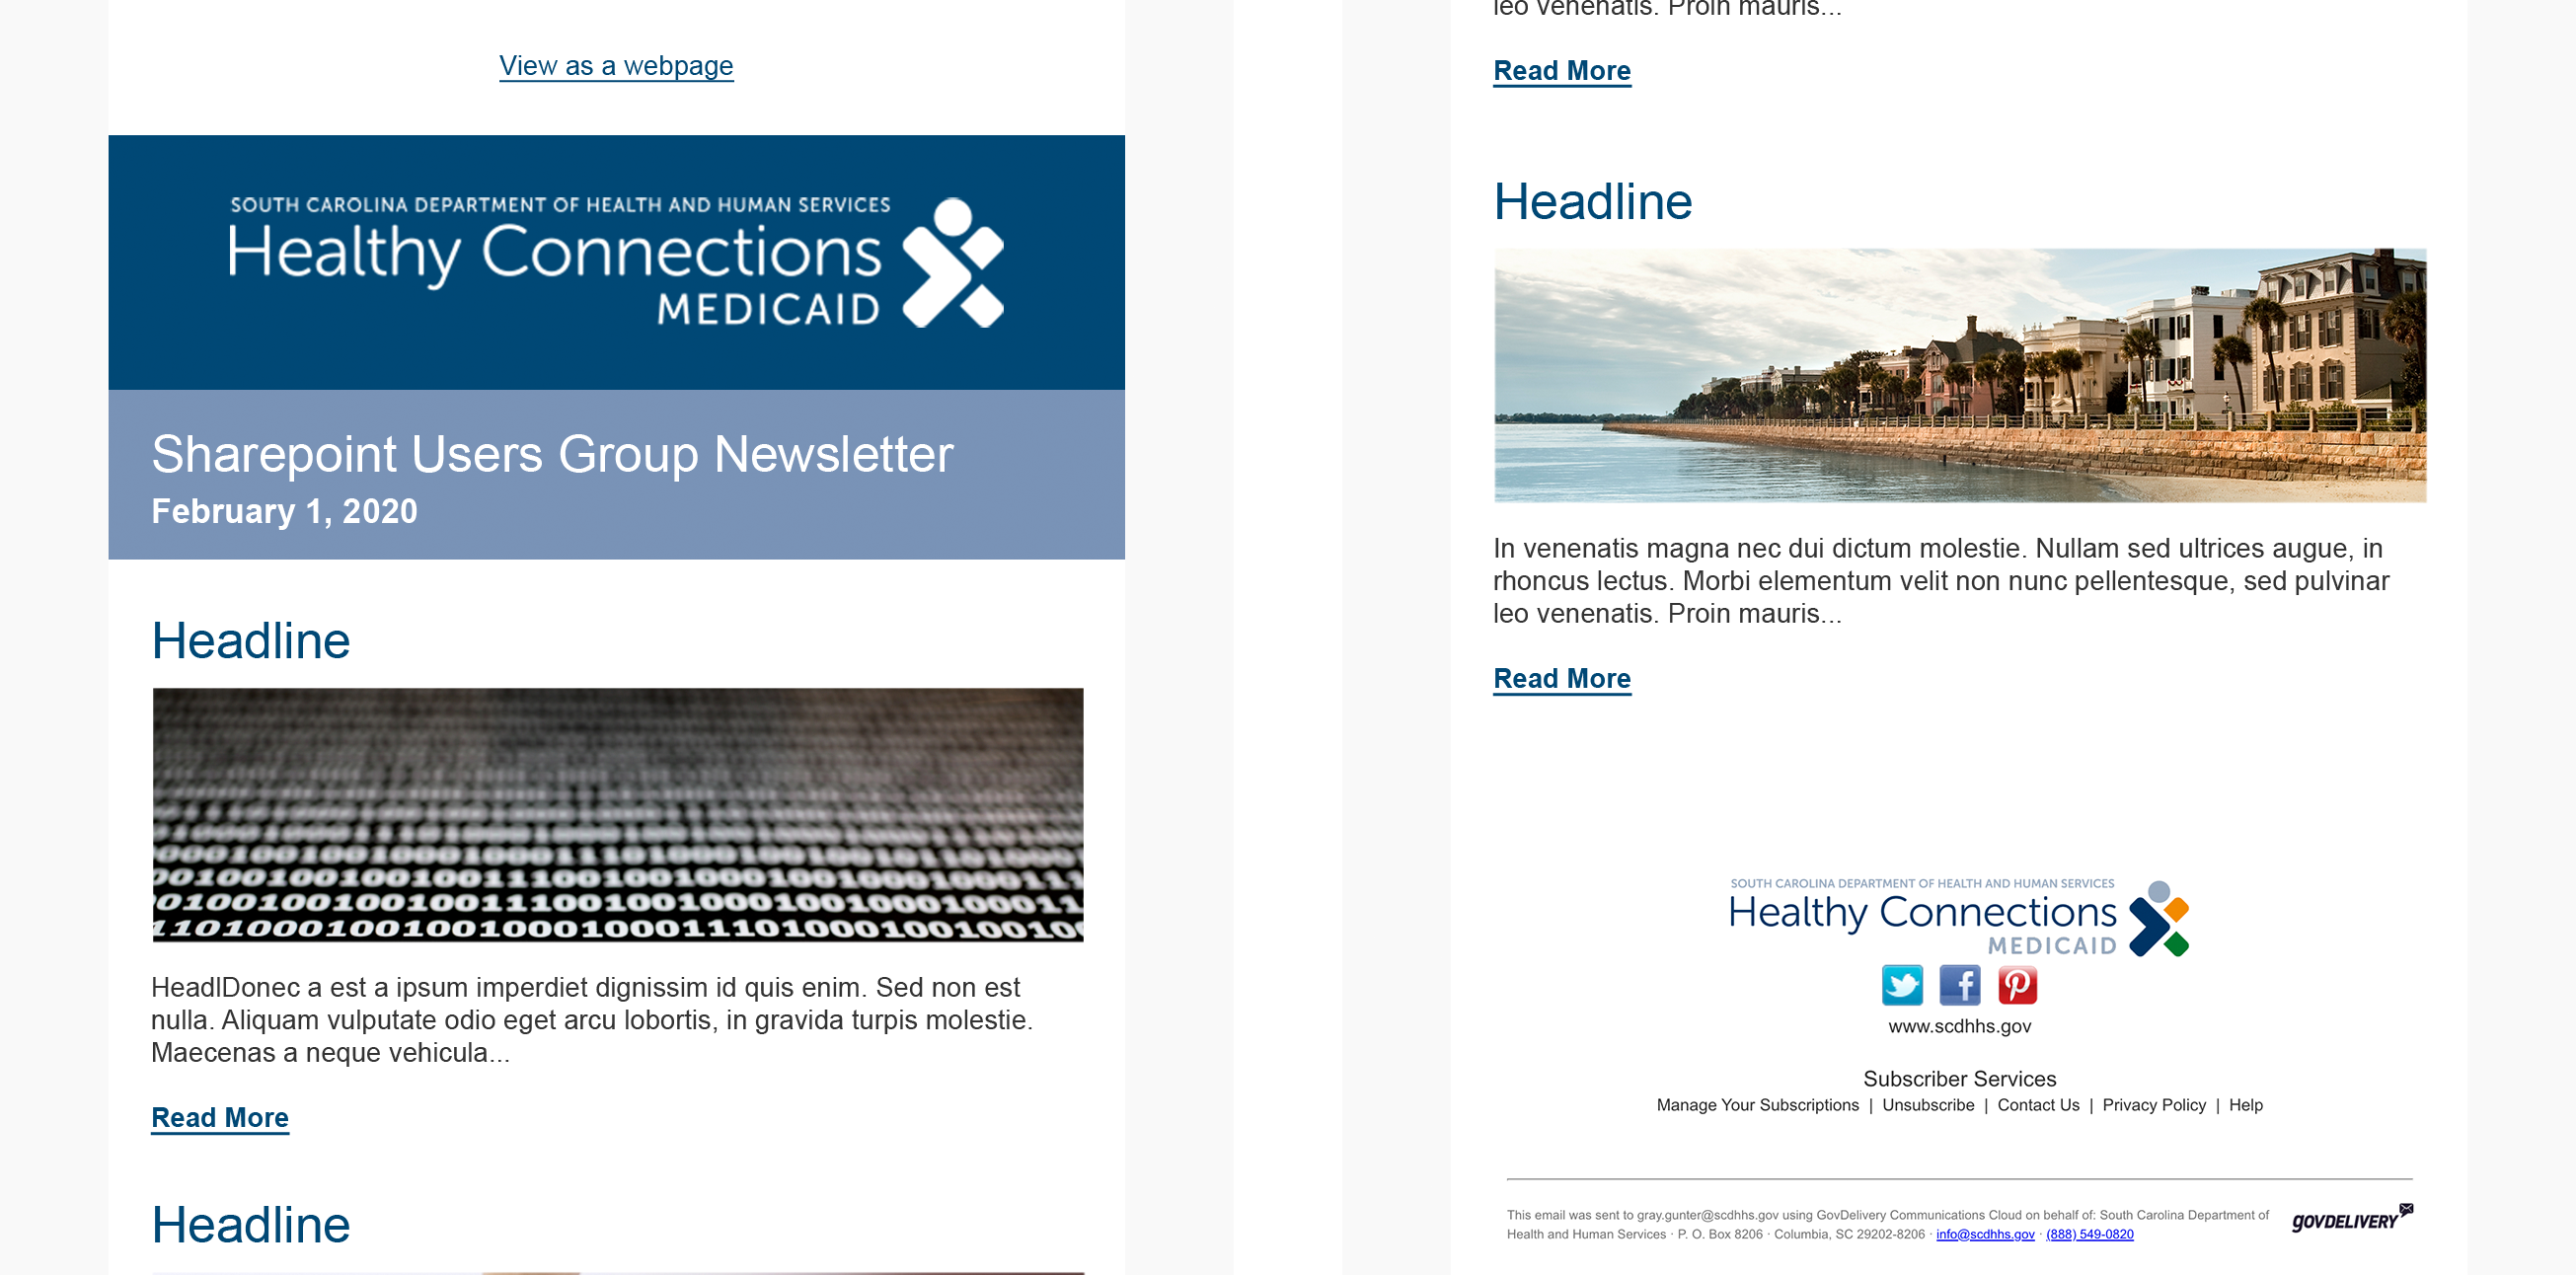 View as a webpage
SOUTH CAROLINA DEPARTMENT OF HEALTH AND HUMAN SERVICES
Healthy Connections
MEDICAID
Sharepoint Users Group Newsletter
February 1, 2020
Headline
HeadlDonec a est a ipsum imperdiet dignissim id quis enim. Sed non est
nulla. Aliquam vulputate odio eget arcu lobortis, in gravida turpis molestie.
Maecenas a neque vehicula...
Read More
Headline
leo venenatis. Proin mauris...
Read More
Headline
In venenatis magna nec dui dictum molestie. Nullam sed ultrices augue, in
rhoncus lectus. Morbi elementum velit non nunc pellentesque, sed pulvinar
leo venenatis. Proin mauris...
Read More
SOUTH CAROLINA DEPARTMENT OF HEALTH AND HUMAN SERVICES
Healthy Connections
MEDICAID
www.scdhhs.gov
Subscriber Services
Manage Your Subscriptions | Unsubscribe | Contact Us | Privacy Policy | Help
This email was sent to gray.gunter@scdhhs.gov using GovDelivery Communications Cloud on behalf of: South Carolina Department of
Health and Human Services · P. O. Box 8206 · Columbia, SC 29202-8206 · info@scdhhs.gov · (888) 549-0820
GOVDELIVERY